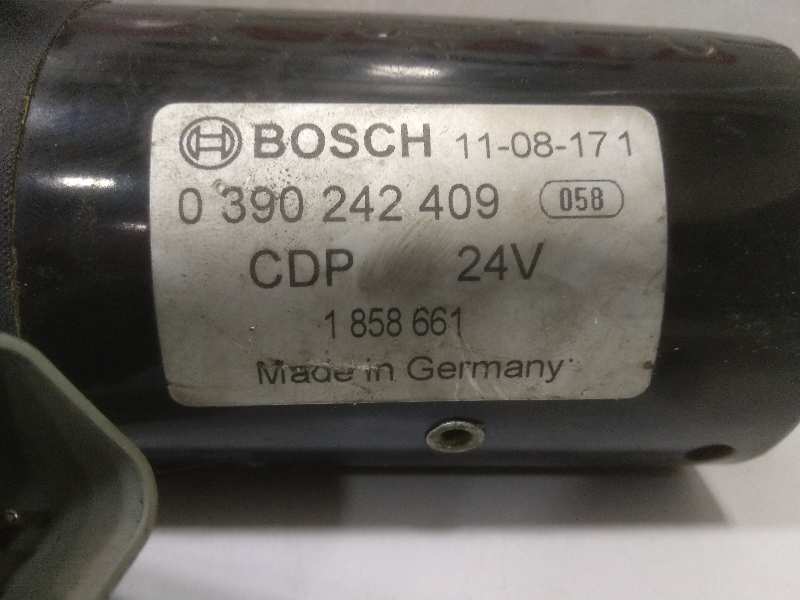 BOSCH 11-08-17 1
0 390 242 409 058
CDP 24V
1 858 661
Made in Germany